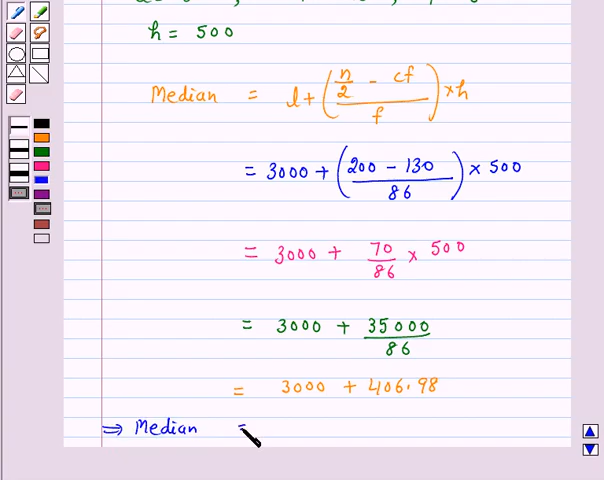 h = 500
Median = l + ( (n/2 - cf) / f ) × h
= 3000 + ( (200 - 130) / 86 ) × 500
= 3000 + 70/86 × 500
= 3000 + 35000/86
= 3000 + 406.98
⇒ Median =